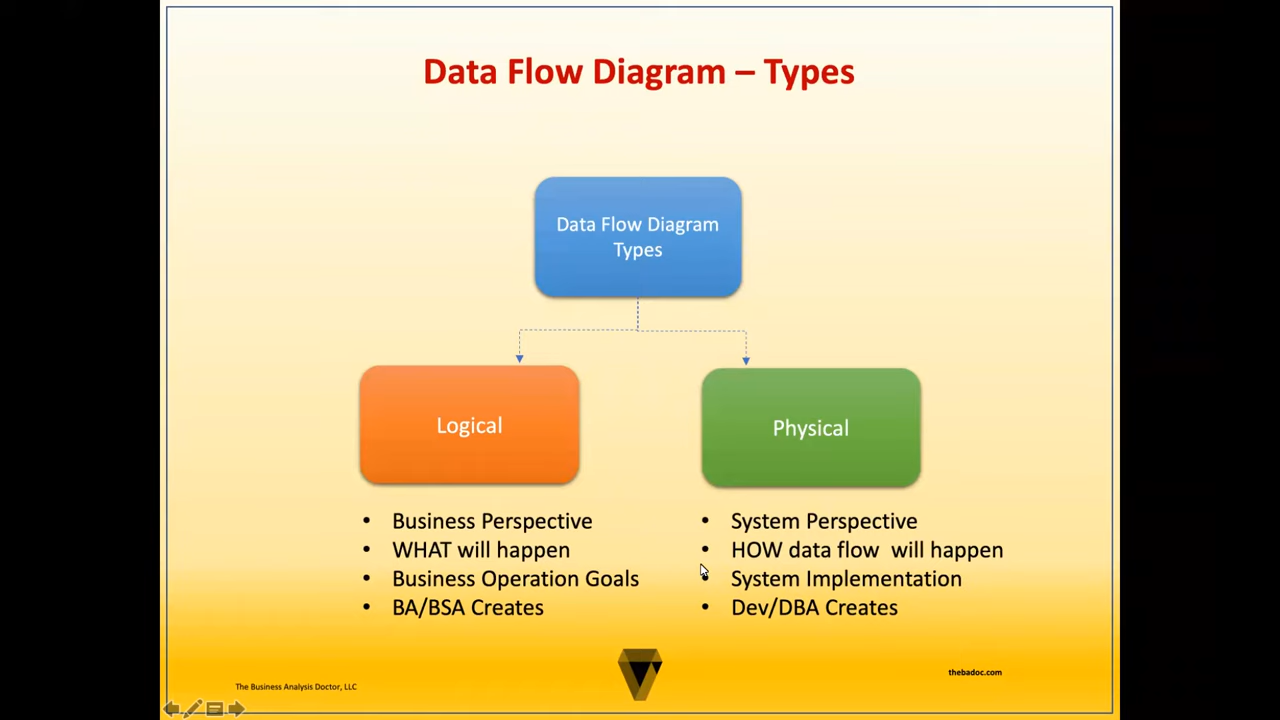 Data Flow Diagram – Types
Data Flow Diagram
Types
Logical
Physical
• Business Perspective
• WHAT will happen
• Business Operation Goals
• BA/BSA Creates
• System Perspective
• HOW data flow  will happen
• System Implementation
• Dev/DBA Creates
The Business Analysis Doctor, LLC
thebadoc.com